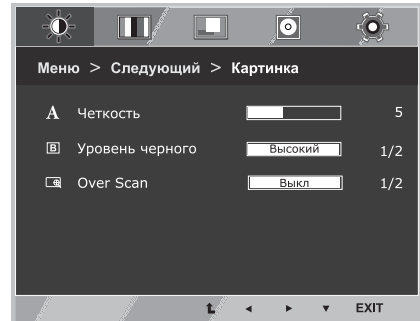 Меню > Следующий > Картинка
A Четкость 5
B Уровень черного Высокий 1/2
Over Scan Выкл 1/2
EXIT